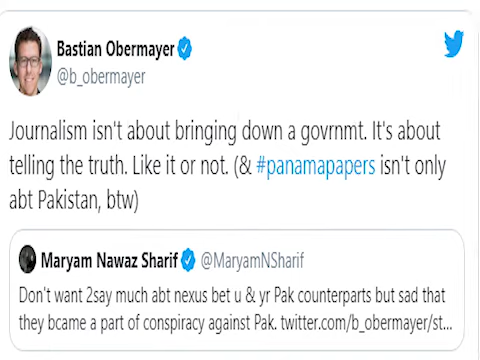 Bastian Obermayer
@b_obermayer
Journalism isn't about bringing down a govrnmt. It's about
telling the truth. Like it or not. (& #panamapapers isn't only
abt Pakistan, btw)
Maryam Nawaz Sharif @MaryamNSharif
Don't want 2say much abt nexus bet u & yr Pak counterparts but sad that
they bcame a part of conspiracy against Pak. twitter.com/b_obermayer/st...